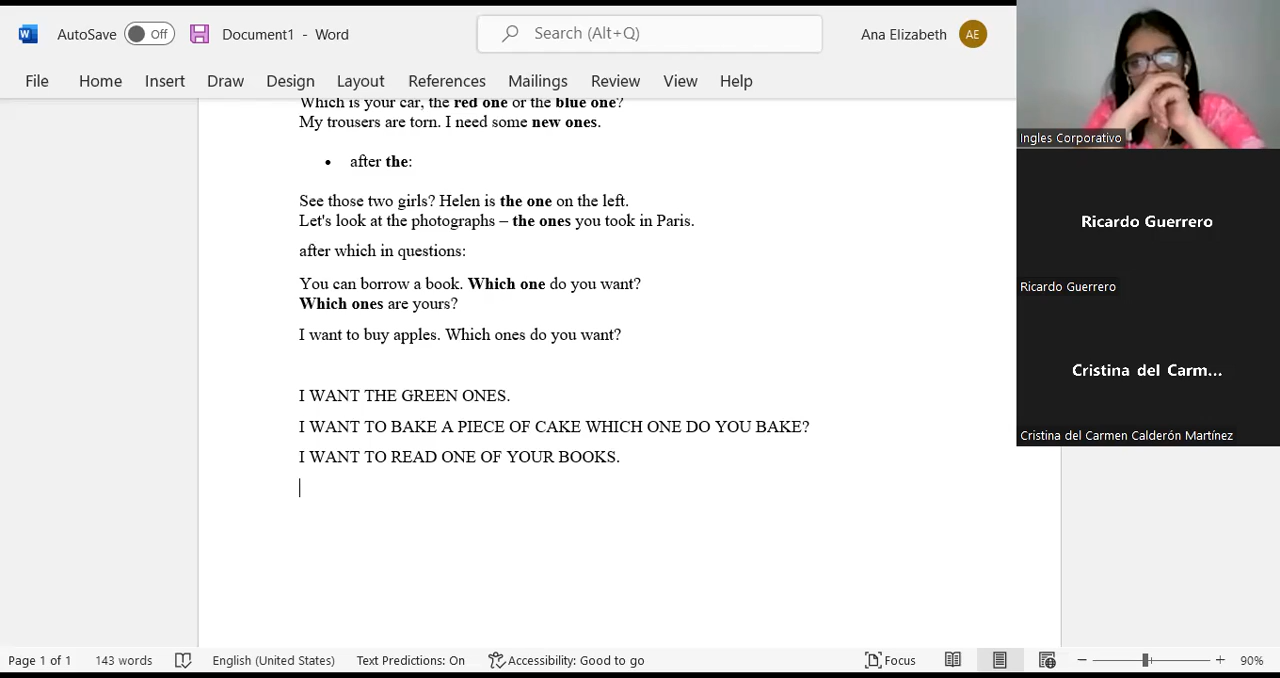 AutoSave Off Document1 - Word Search (Alt+Q) Ana Elizabeth AE
File Home Insert Draw Design Layout References Mailings Review View Help
Which is your car, the red one or the blue one?
My trousers are torn. I need some new ones.
• after the:
See those two girls? Helen is the one on the left.
Let's look at the photographs – the ones you took in Paris.
after which in questions:
You can borrow a book. Which one do you want?
Which ones are yours?
I want to buy apples. Which ones do you want?
I WANT THE GREEN ONES.
I WANT TO BAKE A PIECE OF CAKE WHICH ONE DO YOU BAKE?
I WANT TO READ ONE OF YOUR BOOKS.
Ingles Corporativo
Ricardo Guerrero
Ricardo Guerrero
Cristina del Carm...
Cristina del Carmen Calderón Martínez
Page 1 of 1 143 words English (United States) Text Predictions: On Accessibility: Good to go Focus 90%